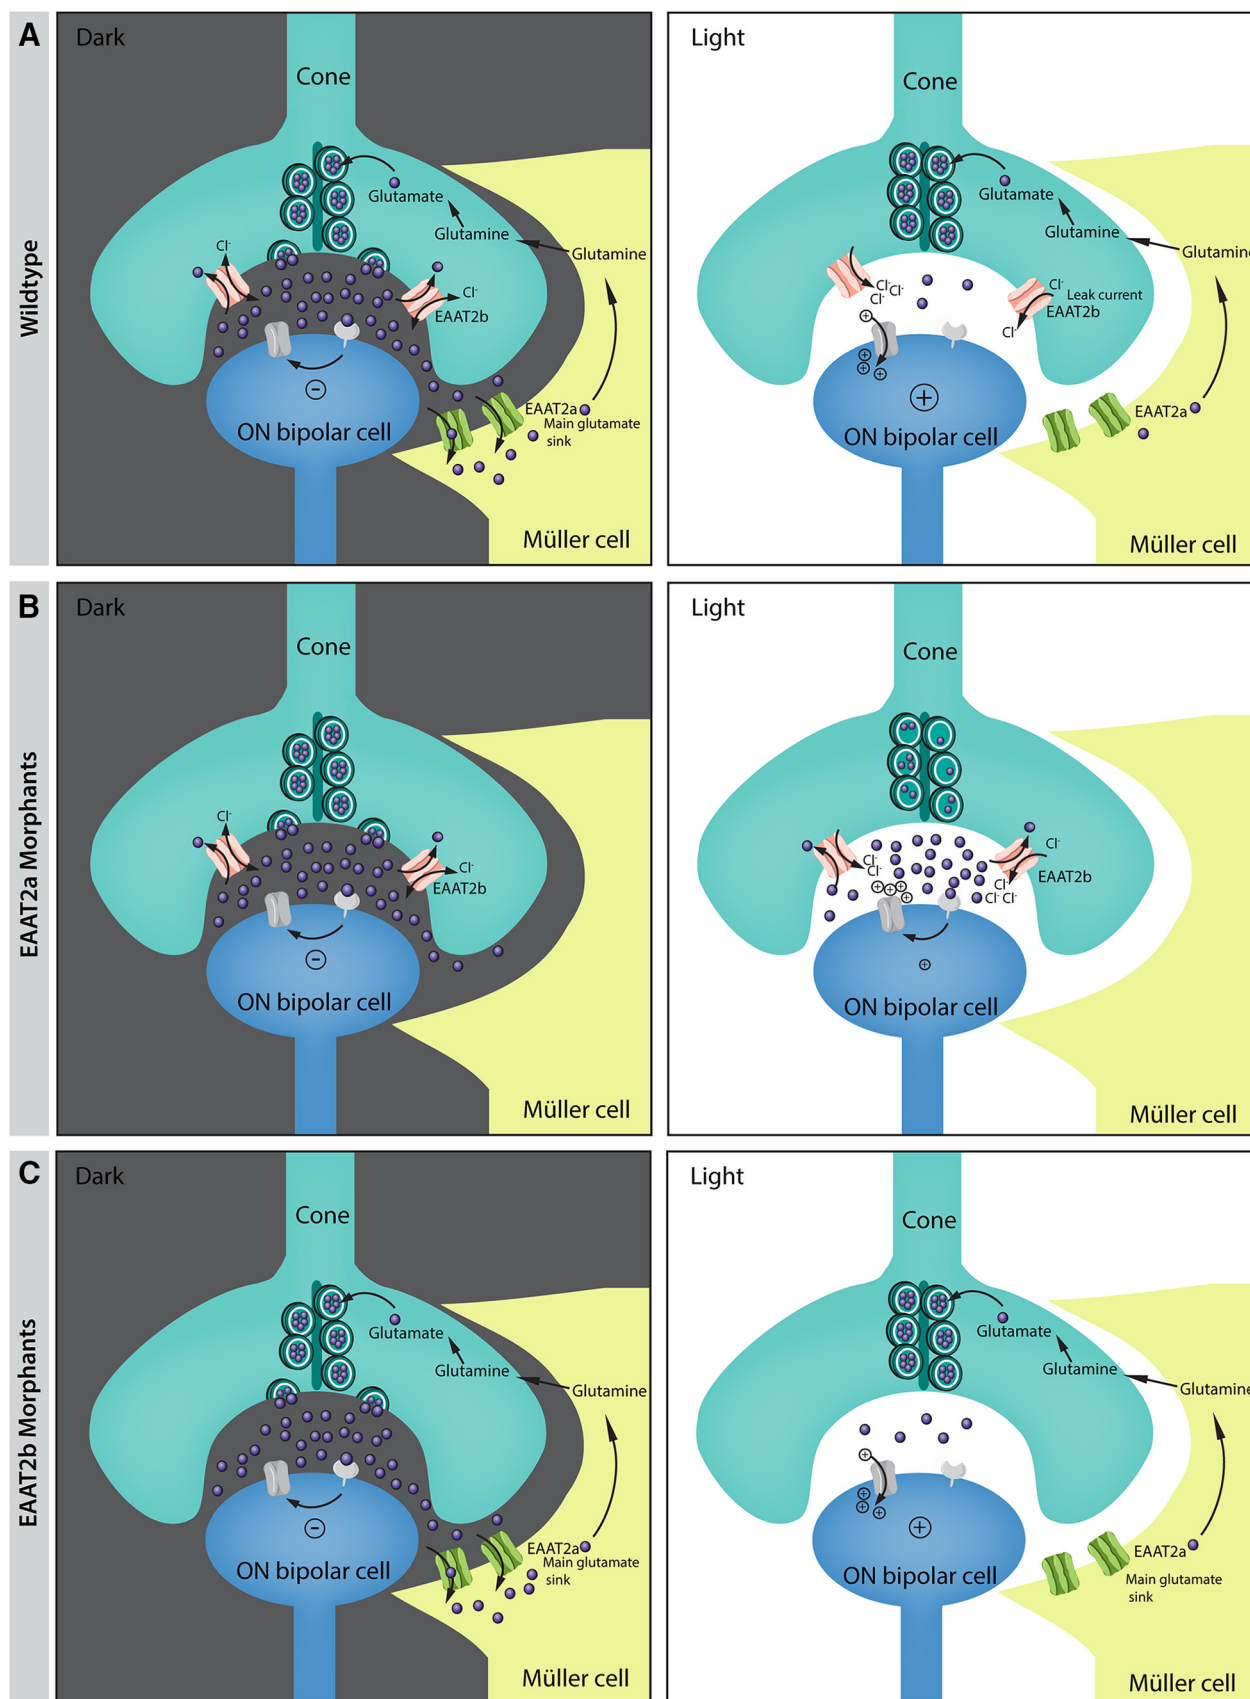 A
Wildtype
Dark
Cone
Glutamate
Glutamine
Glutamine
Cl-
Cl-
EAAT2b
EAAT2a
Main glutamate
sink
-
ON bipolar cell
Müller cell
Light
Cone
Glutamate
Glutamine
Glutamine
Cl-
Cl-
Cl-
Cl-
Leak current
EAAT2b
Cl-
+
+
+
+
+
ON bipolar cell
EAAT2a
Müller cell
B
EAAT2a Morphants
Dark
Cone
Cl-
Cl-
EAAT2b
-
ON bipolar cell
Müller cell
Light
Cone
Cl-
Cl-
Cl-
EAAT2b
Cl-
Cl-Cl-
+
+
+
+
+
ON bipolar cell
Müller cell
C
EAAT2b Morphants
Dark
Cone
Glutamate
Glutamine
Glutamine
EAAT2a
Main glutamate
sink
-
ON bipolar cell
Müller cell
Light
Cone
Glutamate
Glutamine
Glutamine
+
+
+
+
+
ON bipolar cell
EAAT2a
Main glutamate
sink
Müller cell